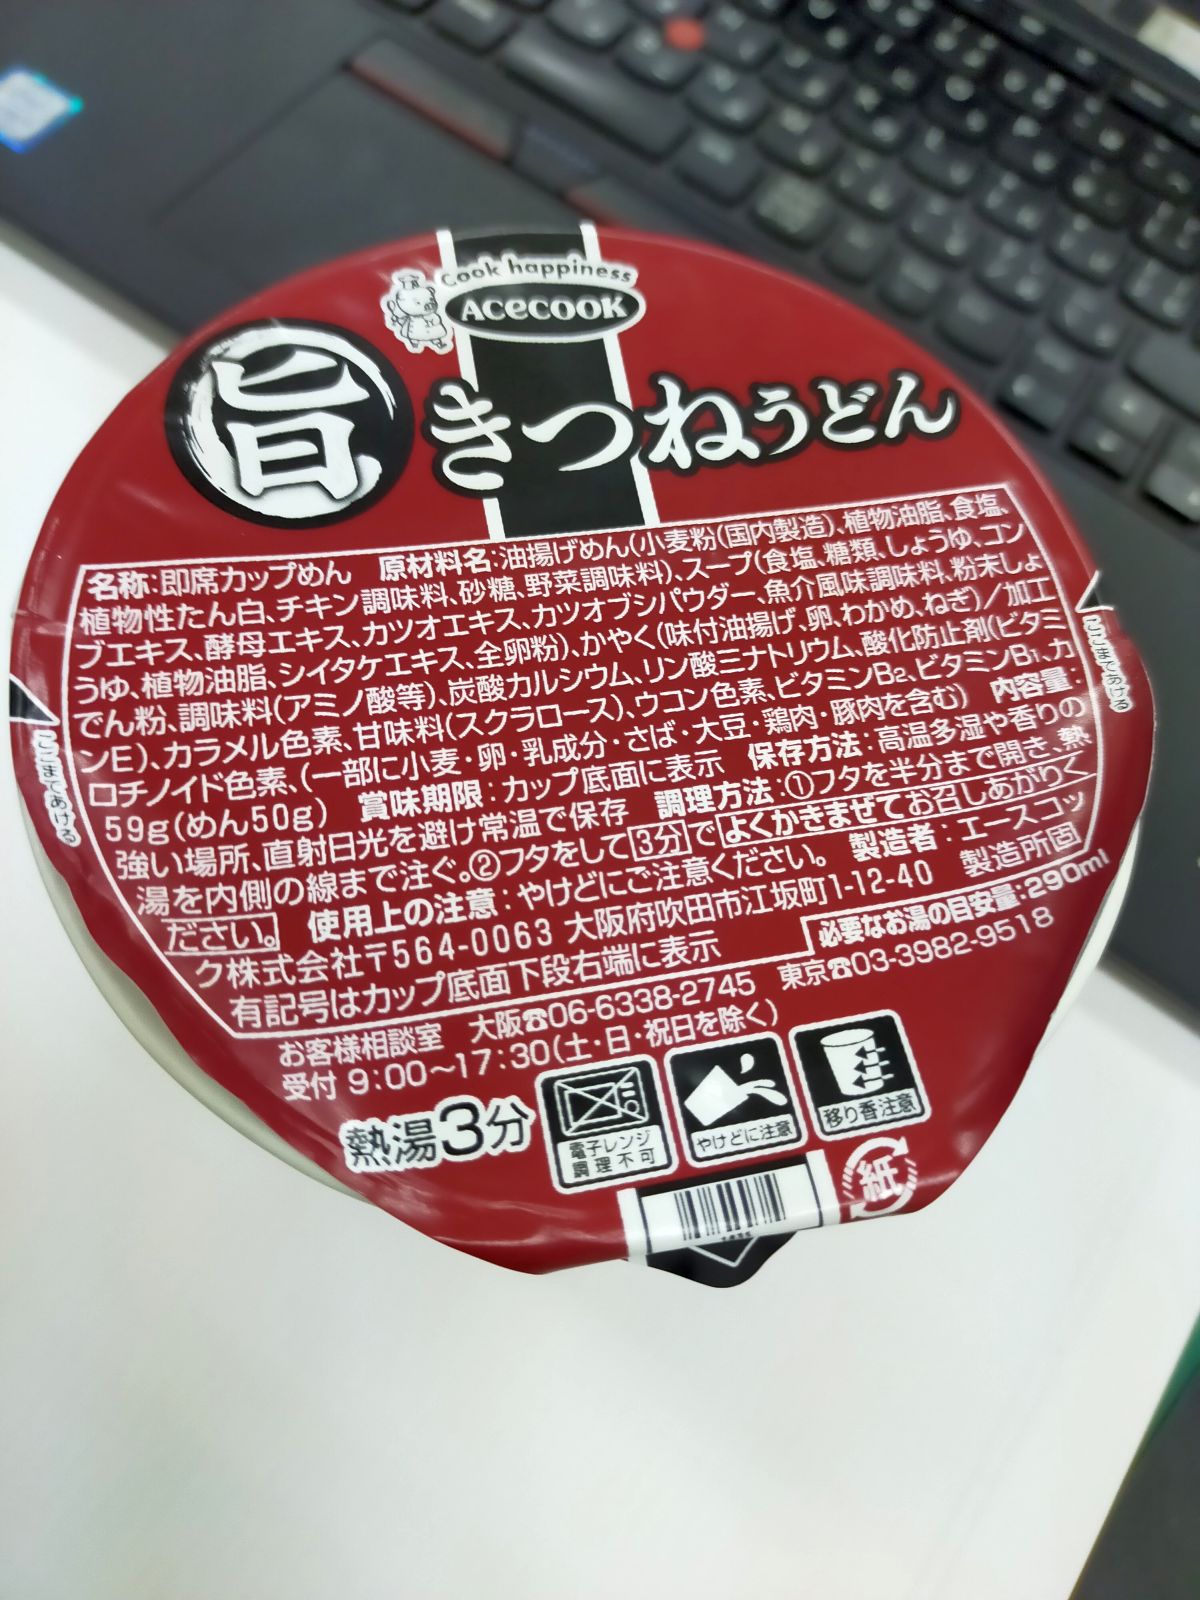 Cook happiness
ACECOOK
旨
きつねうどん
名称：即席カップめん 原材料名：油揚げめん（小麦粉（国内製造）、植物油脂、食塩、
植物性たん白、チキン調味料、砂糖、野菜調味料）、スープ（食塩、糖類、しょうゆ、コン
ブエキス、酵母エキス、カツオエキス、カツオブシパウダー、魚介風味調味料、粉末しょ
うゆ、植物油脂、シイタケエキス、全卵粉）、かやく（味付油揚げ、卵、わかめ、ねぎ）／加工
でん粉、調味料（アミノ酸等）、炭酸カルシウム、リン酸三ナトリウム、酸化防止剤（ビタミ
ンE）、カラメル色素、甘味料（スクラロース）、ウコン色素、ビタミンB2、ビタミンB1、カ
ロチノイド色素、（一部に小麦・卵・乳成分・さば・大豆・鶏肉・豚肉を含む） 内容量：
59g（めん50g） 賞味期限：カップ底面に表示 保存方法：高温多湿や香りの
強い場所、直射日光を避け常温で保存 調理方法：①フタを半分まで開き、熱
湯を内側の線まで注ぐ。②フタをして3分でよくかきまぜてお召しあがりく
ださい。 使用上の注意：やけどにご注意ください。 製造者：エースコッ
ク株式会社〒564-0063 大阪府吹田市江坂町1-12-40 製造所固
有記号はカップ底面下段右端に表示
必要なお湯の目安量：290ml
お客様相談室 大阪☎06-6338-2745 東京☎03-3982-9518
受付 9：00～17：30（土・日・祝日を除く）
熱湯3分
電子レンジ
調理不可
やけどに注意
移り香注意
紙
ここまであける
ここまであける